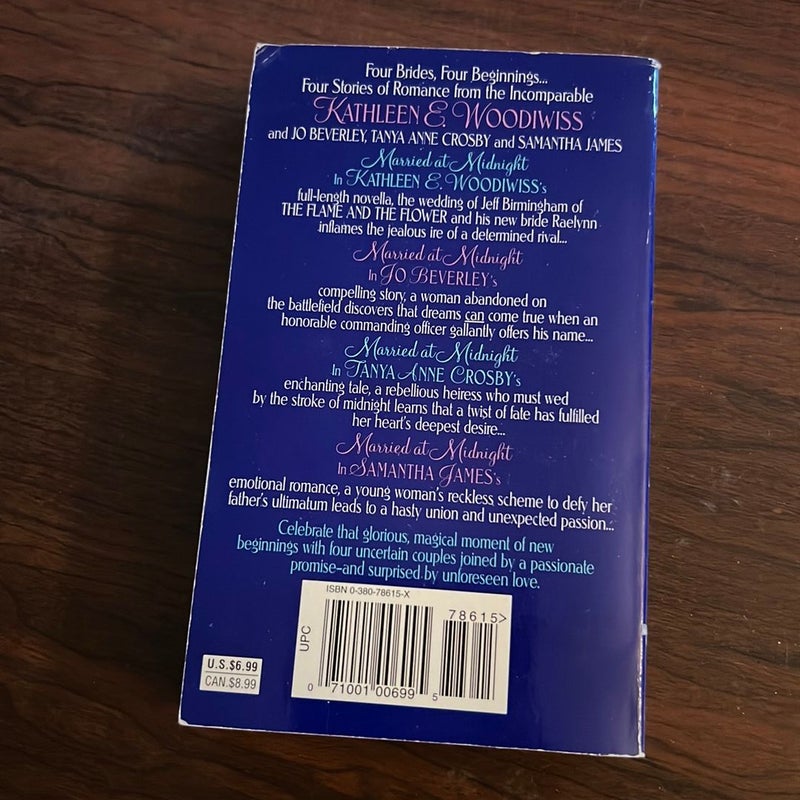 Four Brides, Four Beginnings...
Four Stories of Romance from the Incomparable
KATHLEEN E. WOODIWISS
and JO BEVERLEY, TANYA ANNE CROSBY and SAMANTHA JAMES
Married at Midnight
In KATHLEEN E. WOODIWISS's
full-length novella, the wedding of Jeff Birmingham of
THE FLAME AND THE FLOWER and his new bride Raelynn
inflames the jealous ire of a determined rival...
Married at Midnight
In JO BEVERLEY's
compelling story, a woman abandoned on
the battlefield discovers that dreams can come true when an
honorable commanding officer gallantly offers his name...
Married at Midnight
In TANYA ANNE CROSBY's
enchanting tale, a rebellious heiress who must wed
by the stroke of midnight learns that a twist of fate has fulfilled
her heart's deepest desire...
Married at Midnight
In SAMANTHA JAMES's
emotional romance, a young woman's reckless scheme to defy her
father's ultimatum leads to a hasty union and unexpected passion...
Celebrate that glorious, magical moment of new
beginnings with four uncertain couples joined by a passionate
promise–and surprised by unforeseen love.
ISBN 0-380-78615-X
78615>
UPC
0 71001 00699 5
U.S.$6.99
CAN.$8.99